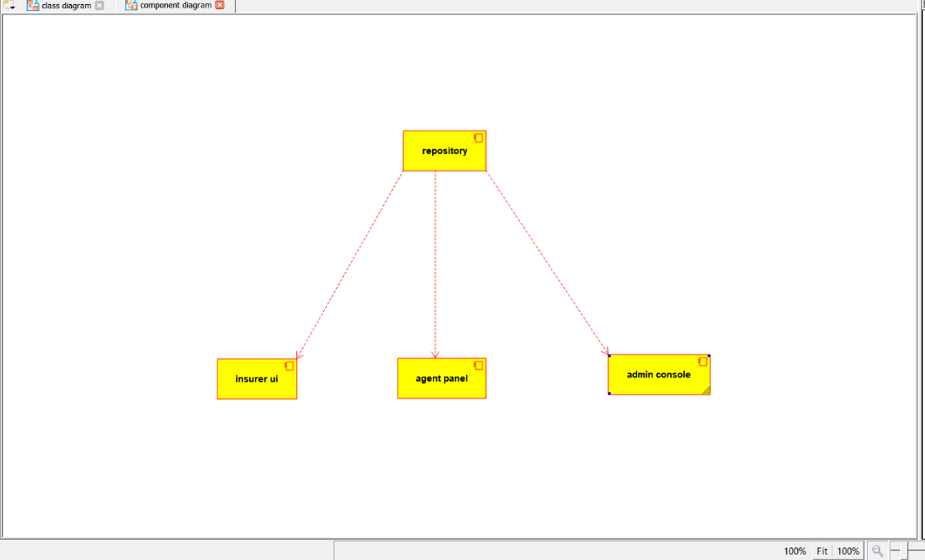 class diagram
component diagram
repository
insurer ui
agent panel
admin console
100%
Fit
100%